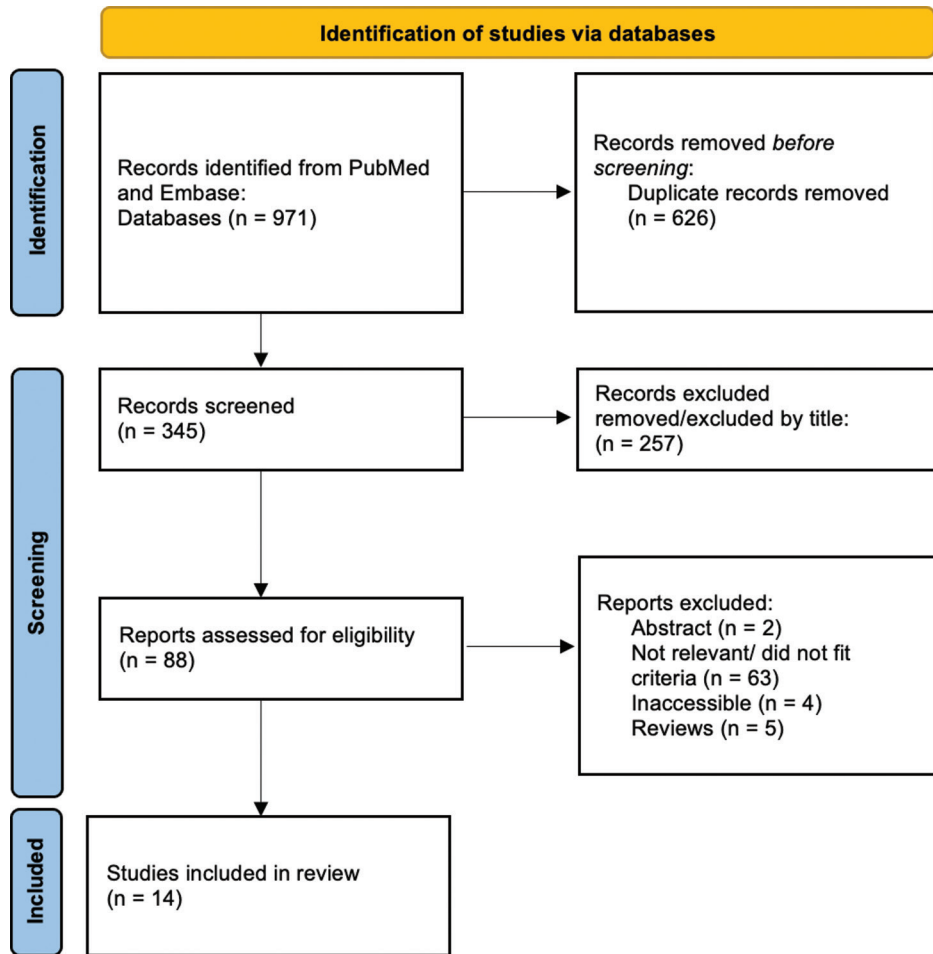 Identification of studies via databases
Identification
Records identified from PubMed
and Embase:
Databases (n = 971)
Records removed before
screening:
Duplicate records removed
(n = 626)
Screening
Records screened
(n = 345)
Records excluded
removed/excluded by title:
(n = 257)
Reports assessed for eligibility
(n = 88)
Reports excluded:
Abstract (n = 2)
Not relevant/ did not fit
criteria (n = 63)
Inaccessible (n = 4)
Reviews (n = 5)
Included
Studies included in review
(n = 14)